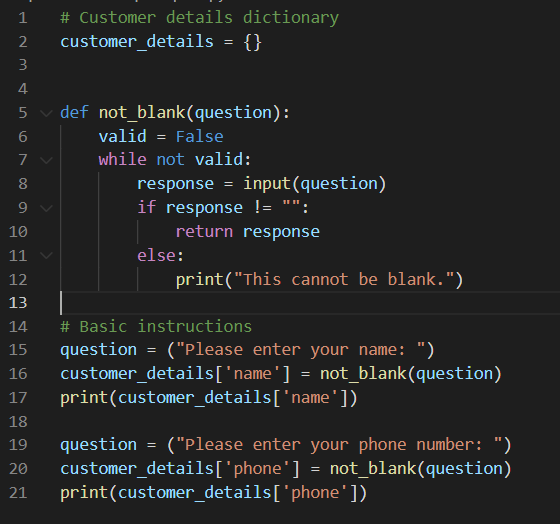 1 # Customer details dictionary
2 customer_details = {}
3
4
5 def not_blank(question):
6     valid = False
7     while not valid:
8         response = input(question)
9         if response != "":
10             return response
11         else:
12             print("This cannot be blank.")
13
14 # Basic instructions
15 question = ("Please enter your name: ")
16 customer_details['name'] = not_blank(question)
17 print(customer_details['name'])
18
19 question = ("Please enter your phone number: ")
20 customer_details['phone'] = not_blank(question)
21 print(customer_details['phone'])